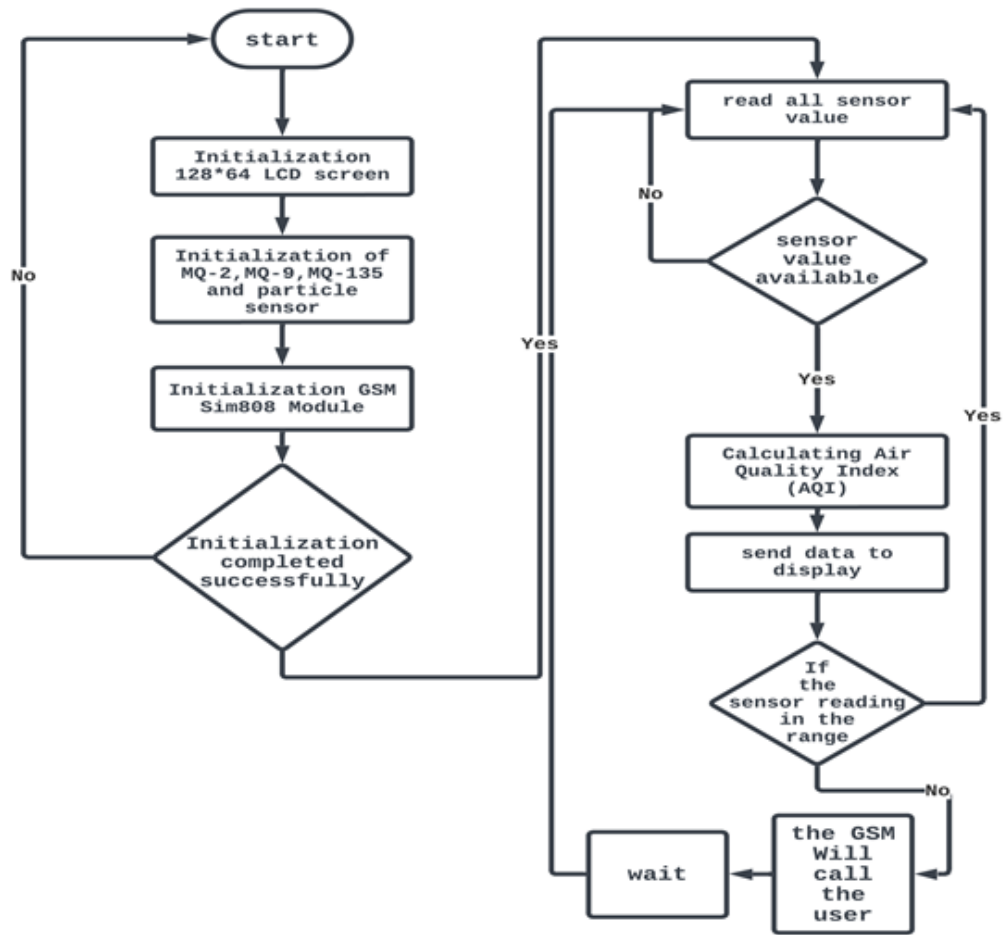 start
Initialization
128*64 LCD screen
Initialization of
MQ-2,MQ-9,MQ-135
and particle
sensor
Initialization GSM
Sim808 Module
Initialization
completed
successfully
No
Yes
read all sensor
value
No
sensor
value
available
Yes
Calculating Air
Quality Index
(AQI)
send data to
display
If
the
sensor reading
in the
range
Yes
No
the GSM
Will
call
the
user
wait